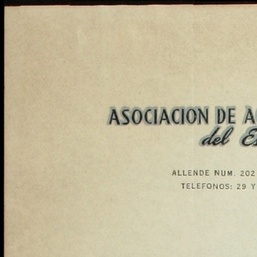 ASOCIACION DE
del
ALLENDE NUM. 202
TELEFONOS: 29 Y